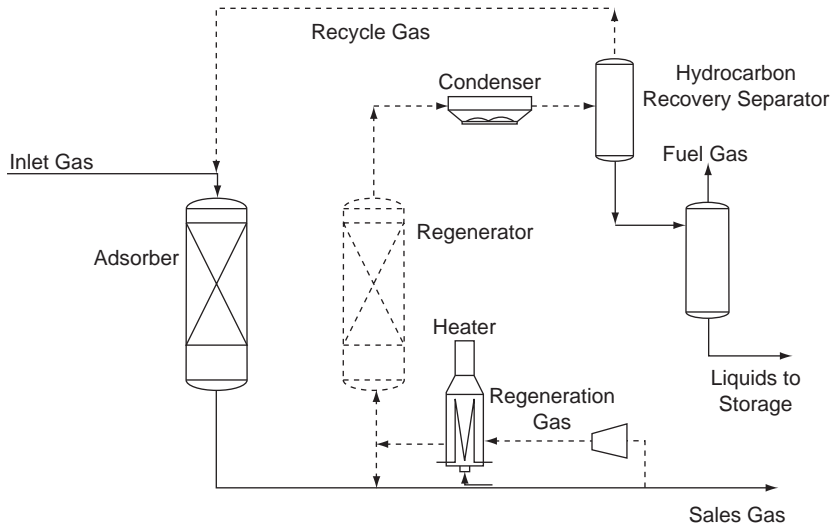 Recycle Gas
Condenser
Hydrocarbon
Recovery Separator
Inlet Gas
Fuel Gas
Adsorber
Regenerator
Heater
Regeneration
Gas
Liquids to
Storage
Sales Gas